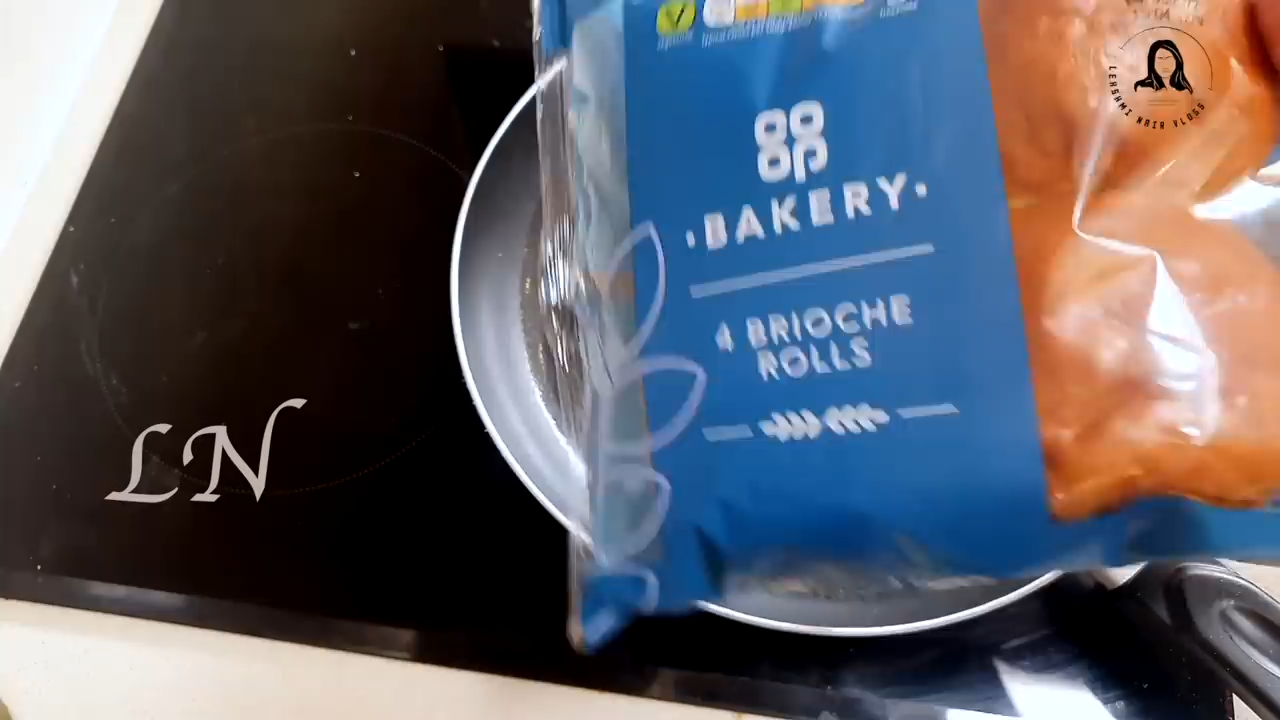 CO
OP
·BAKERY·
4 BRIOCHE
ROLLS
LEKSHMI NAIR VLOGS
LN